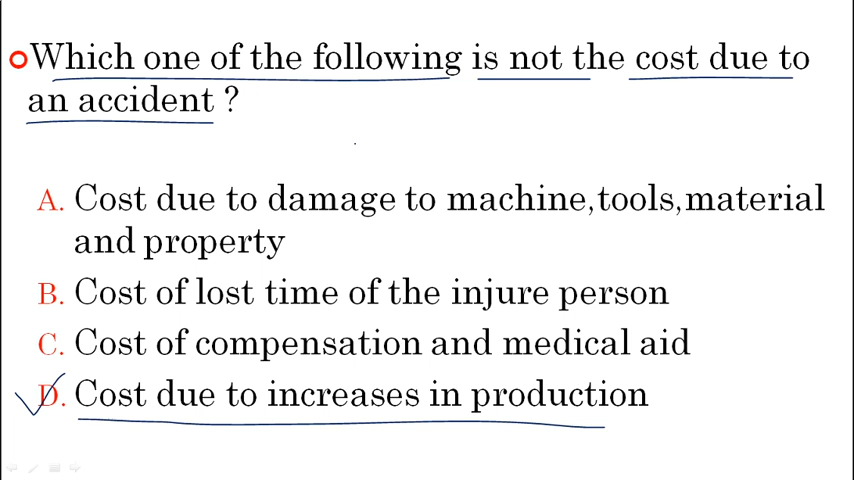 Which one of the following is not the cost due to
an accident ?
A. Cost due to damage to machine,tools,material
and property
B. Cost of lost time of the injure person
C. Cost of compensation and medical aid
D. Cost due to increases in production